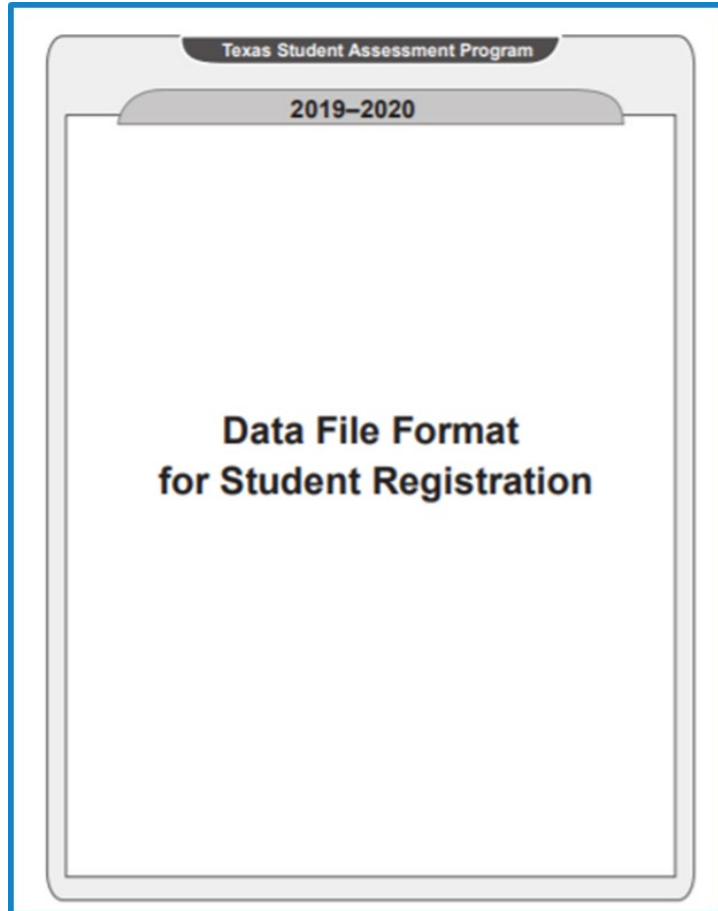 Texas Student Assessment Program
2019–2020
Data File Format
for Student Registration